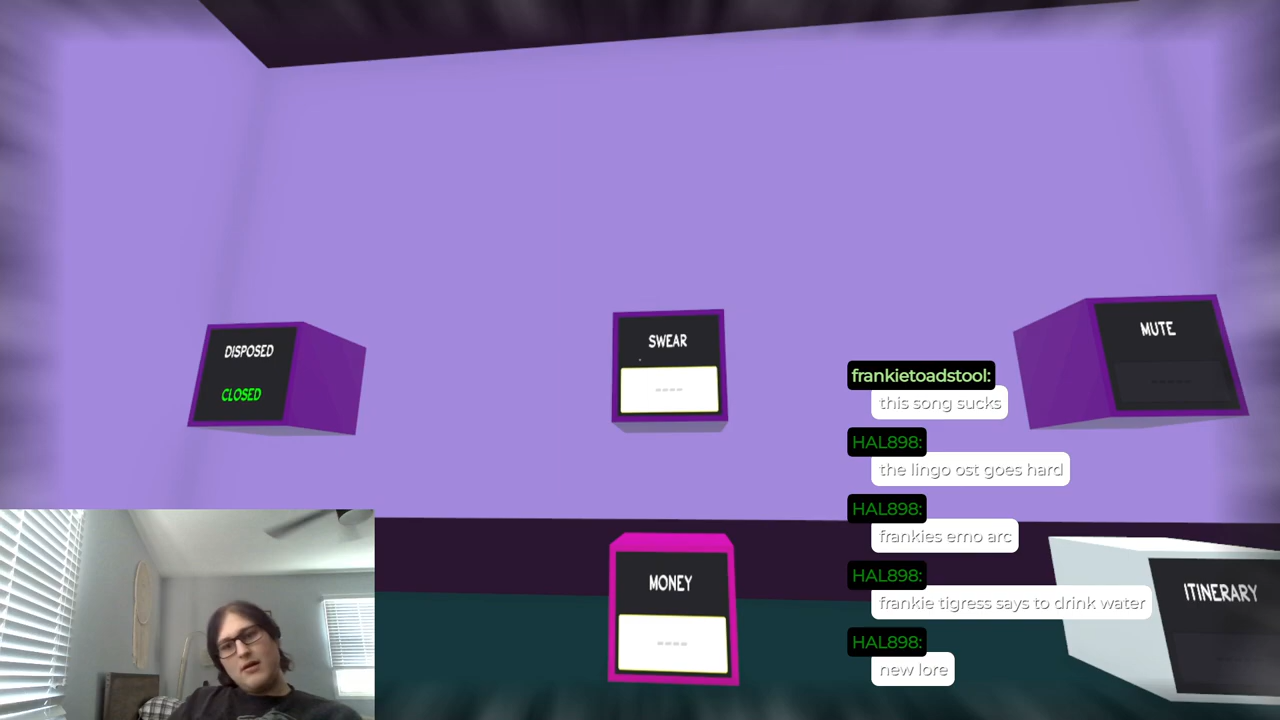 DISPOSED
CLOSED
SWEAR
----
MUTE
-----
MONEY
----
ITINERARY
frankietoadstool:
this song sucks
HAL898:
the lingo ost goes hard
HAL898:
frankies emo arc
HAL898:
frankie tigress says drink water
HAL898:
new lore